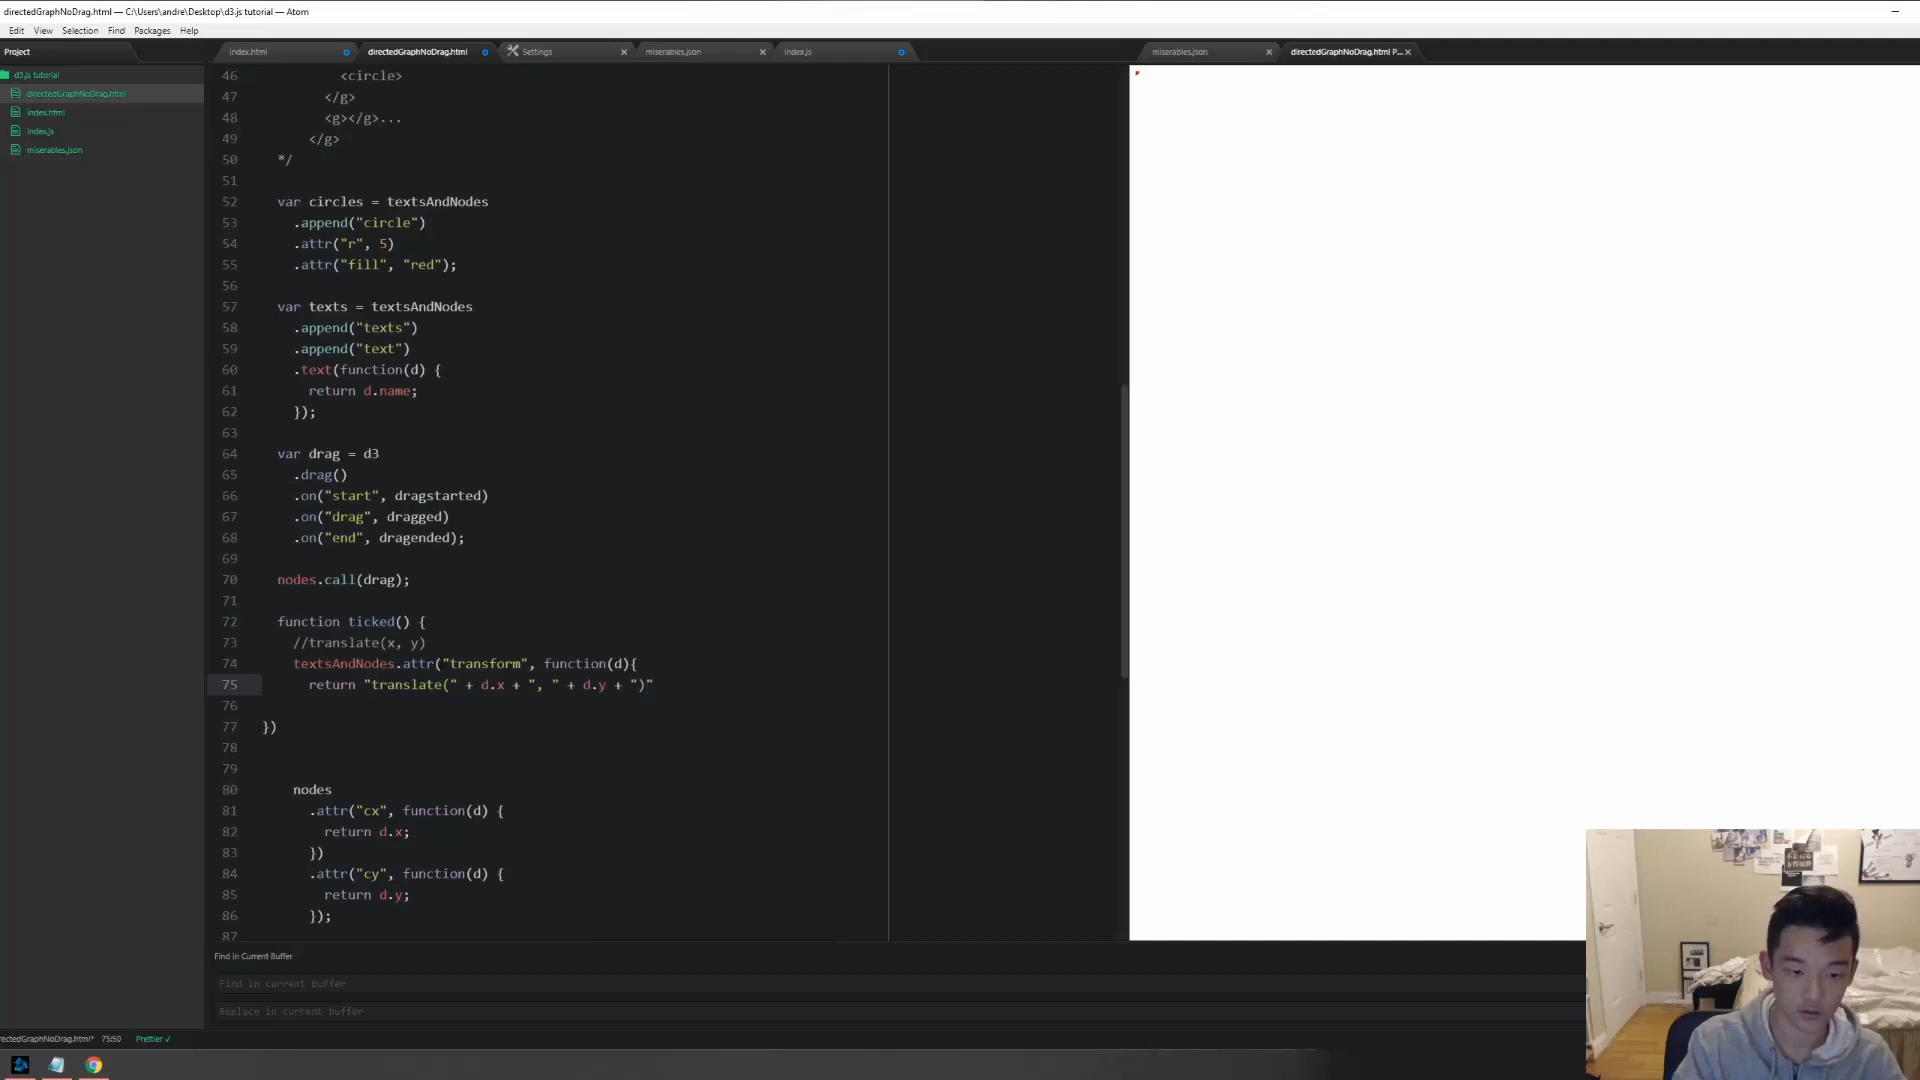 directedGraphNoDrag.html — C:\Users\andre\Desktop\d3.js tutorial — Atom
Edit View Selection Find Packages Help
Project
index.html
directedGraphNoDrag.html
Settings
miserables.json
index.js
miserables.json
directedGraphNoDrag.html P...
d3.js tutorial
directedGraphNoDrag.html
index.html
index.js
miserables.json
46 <circle>
47 </g>
48 <g></g>...
49 </g>
50 */
51
52 var circles = textsAndNodes
53 .append("circle")
54 .attr("r", 5)
55 .attr("fill", "red");
56
57 var texts = textsAndNodes
58 .append("texts")
59 .append("text")
60 .text(function(d) {
61 return d.name;
62 });
63
64 var drag = d3
65 .drag()
66 .on("start", dragstarted)
67 .on("drag", dragged)
68 .on("end", dragended);
69
70 nodes.call(drag);
71
72 function ticked() {
73 //translate(x, y)
74 textsAndNodes.attr("transform", function(d){
75 return "translate(" + d.x + ", " + d.y + ")"
76
77 })
78
79
80 nodes
81 .attr("cx", function(d) {
82 return d.x;
83 })
84 .attr("cy", function(d) {
85 return d.y;
86 });
87
Find in Current Buffer
Find in current buffer
Replace in current buffer
rectedGraphNoDrag.html* 75:50 Prettier ✓